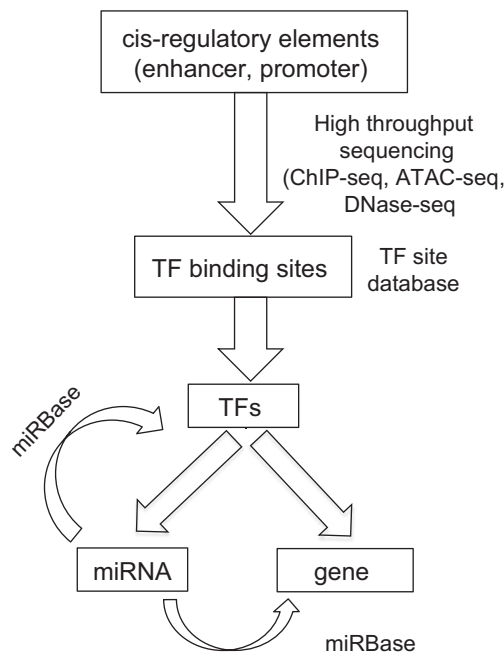 cis-regulatory elements
(enhancer, promoter)
High throughput
sequencing
(ChIP-seq, ATAC-seq,
DNase-seq
TF binding sites
TF site
database
TFs
miRBase
miRNA
gene
miRBase